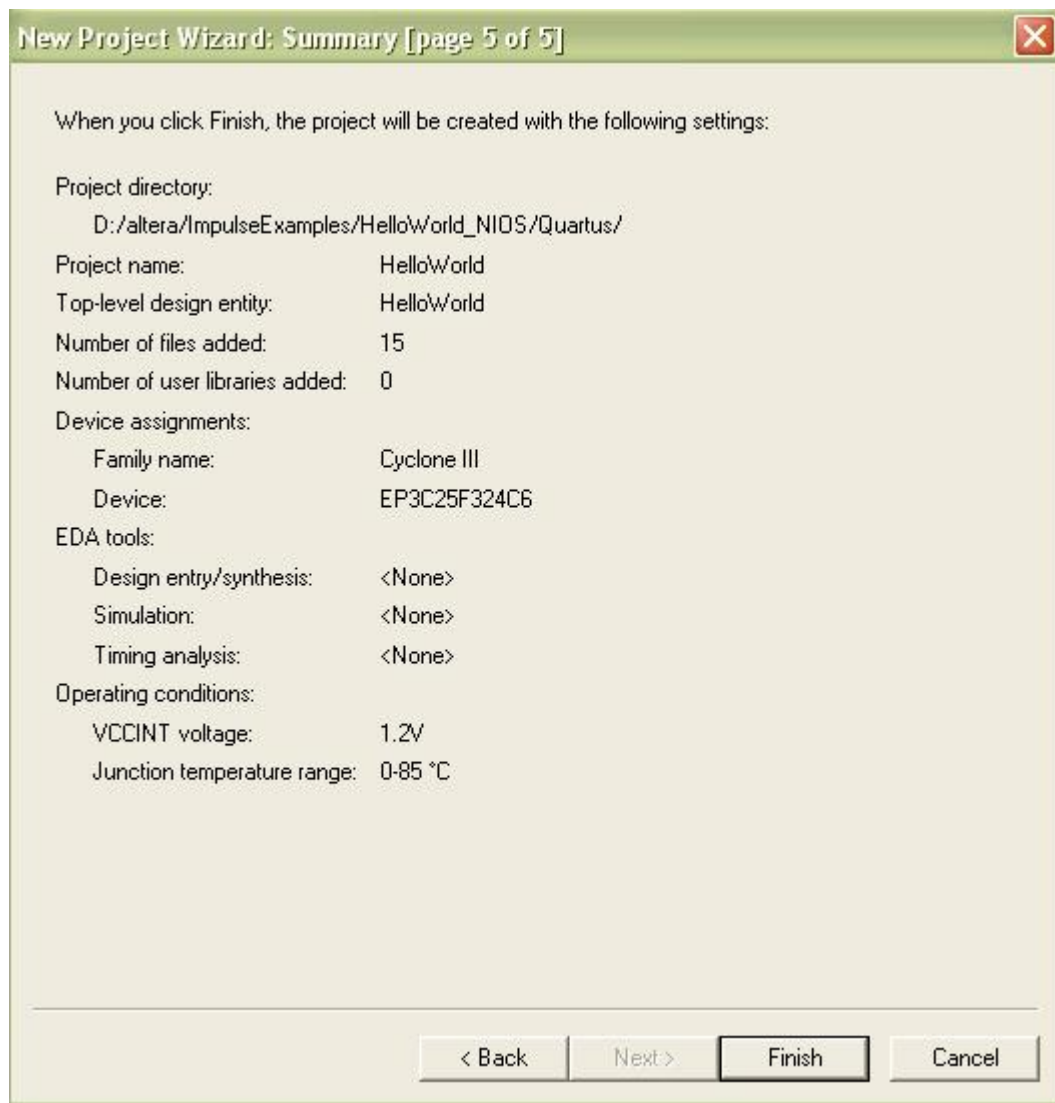 New Project Wizard: Summary [page 5 of 5]
When you click Finish, the project will be created with the following settings:
Project directory:
D:/altera/ImpulseExamples/HelloWorld_NIOS/Quartus/
Project name: HelloWorld
Top-level design entity: HelloWorld
Number of files added: 15
Number of user libraries added: 0
Device assignments:
Family name: Cyclone III
Device: EP3C25F324C6
EDA tools:
Design entry/synthesis: <None>
Simulation: <None>
Timing analysis: <None>
Operating conditions:
VCCINT voltage: 1.2V
Junction temperature range: 0-85 °C
< Back Next > Finish Cancel